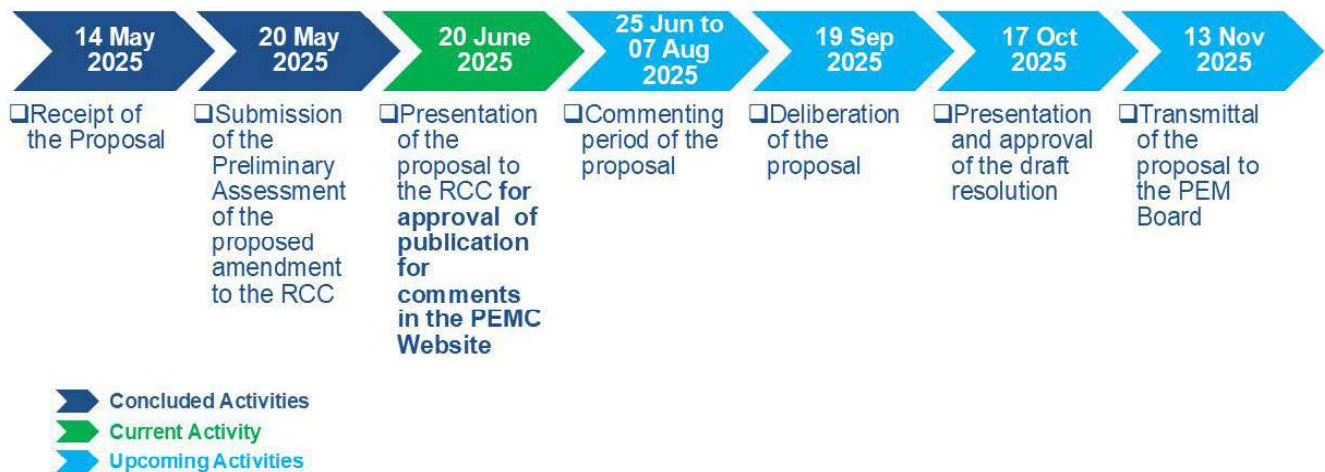 14 May
2025
20 May
2025
20 June
2025
25 Jun to
07 Aug
2025
19 Sep
2025
17 Oct
2025
13 Nov
2025
❑Receipt of
the Proposal
❑Submission
of the
Preliminary
Assessment
of the
proposed
amendment
to the RCC
❑Presentation
of the
proposal to
the RCC for
approval of
publication
for
comments
in the PEMC
Website
❑Commenting
period of the
proposal
❑Deliberation
of the
proposal
❑Presentation
and approval
of the draft
resolution
❑Transmittal
of the
proposal to
the PEM
Board
Concluded Activities
Current Activity
Upcoming Activities